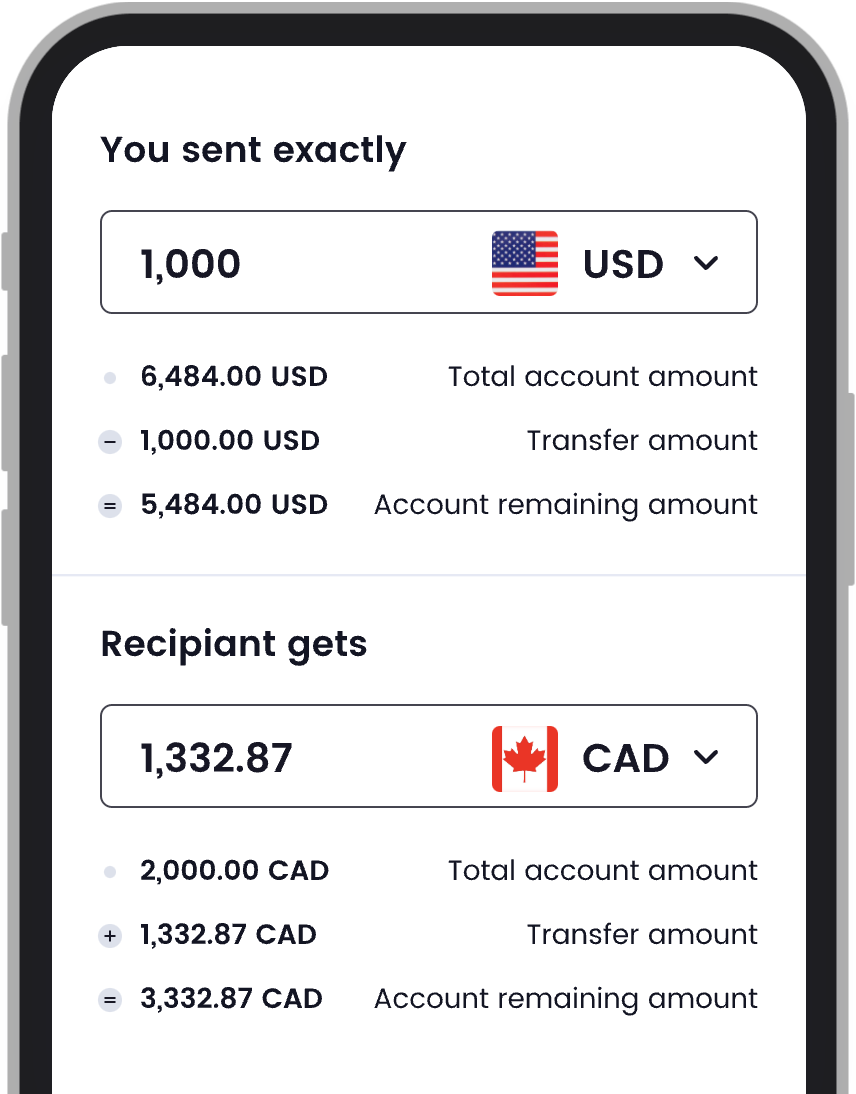 You sent exactly
1,000 USD
6,484.00 USD Total account amount
− 1,000.00 USD Transfer amount
= 5,484.00 USD Account remaining amount
Recipiant gets
1,332.87 CAD
2,000.00 CAD Total account amount
+ 1,332.87 CAD Transfer amount
= 3,332.87 CAD Account remaining amount